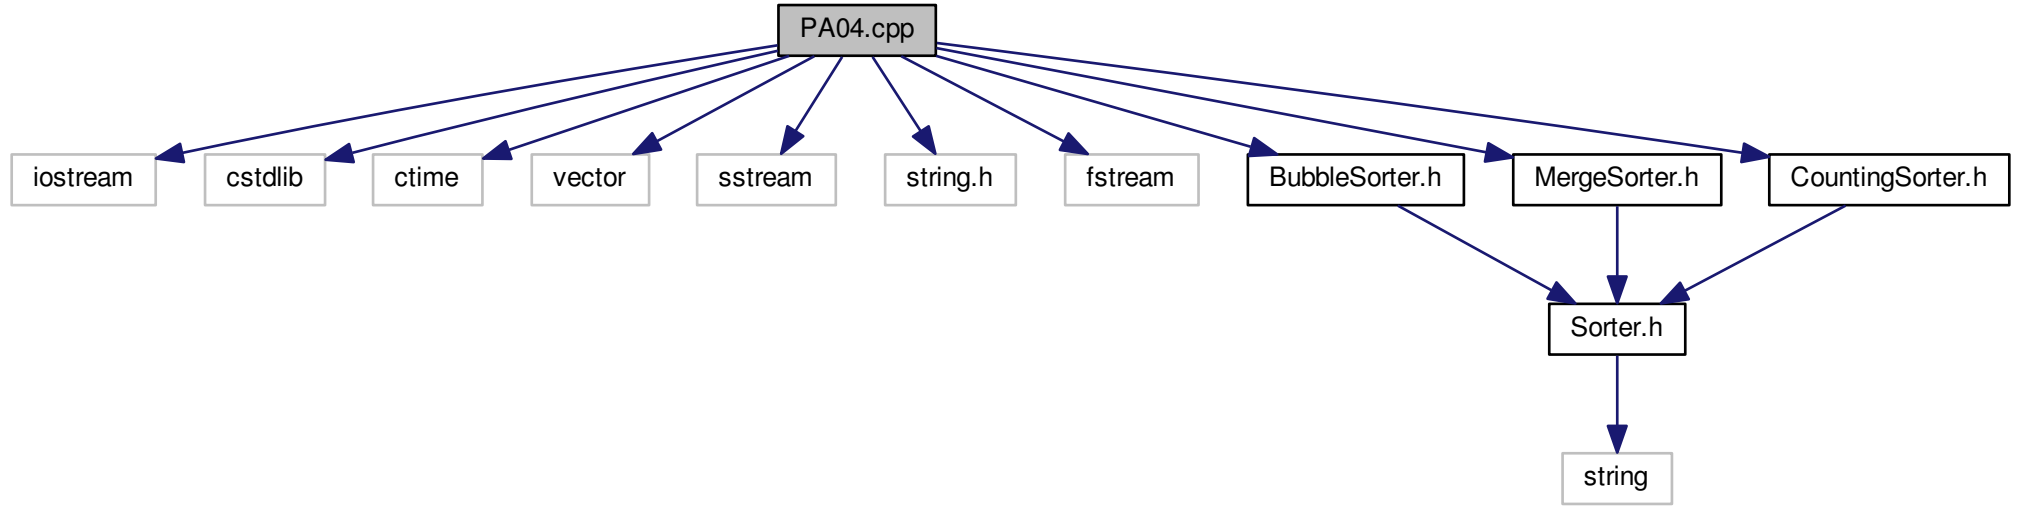 PA04.cpp
iostream
cstdlib
ctime
vector
sstream
string.h
fstream
BubbleSorter.h
MergeSorter.h
CountingSorter.h
Sorter.h
string